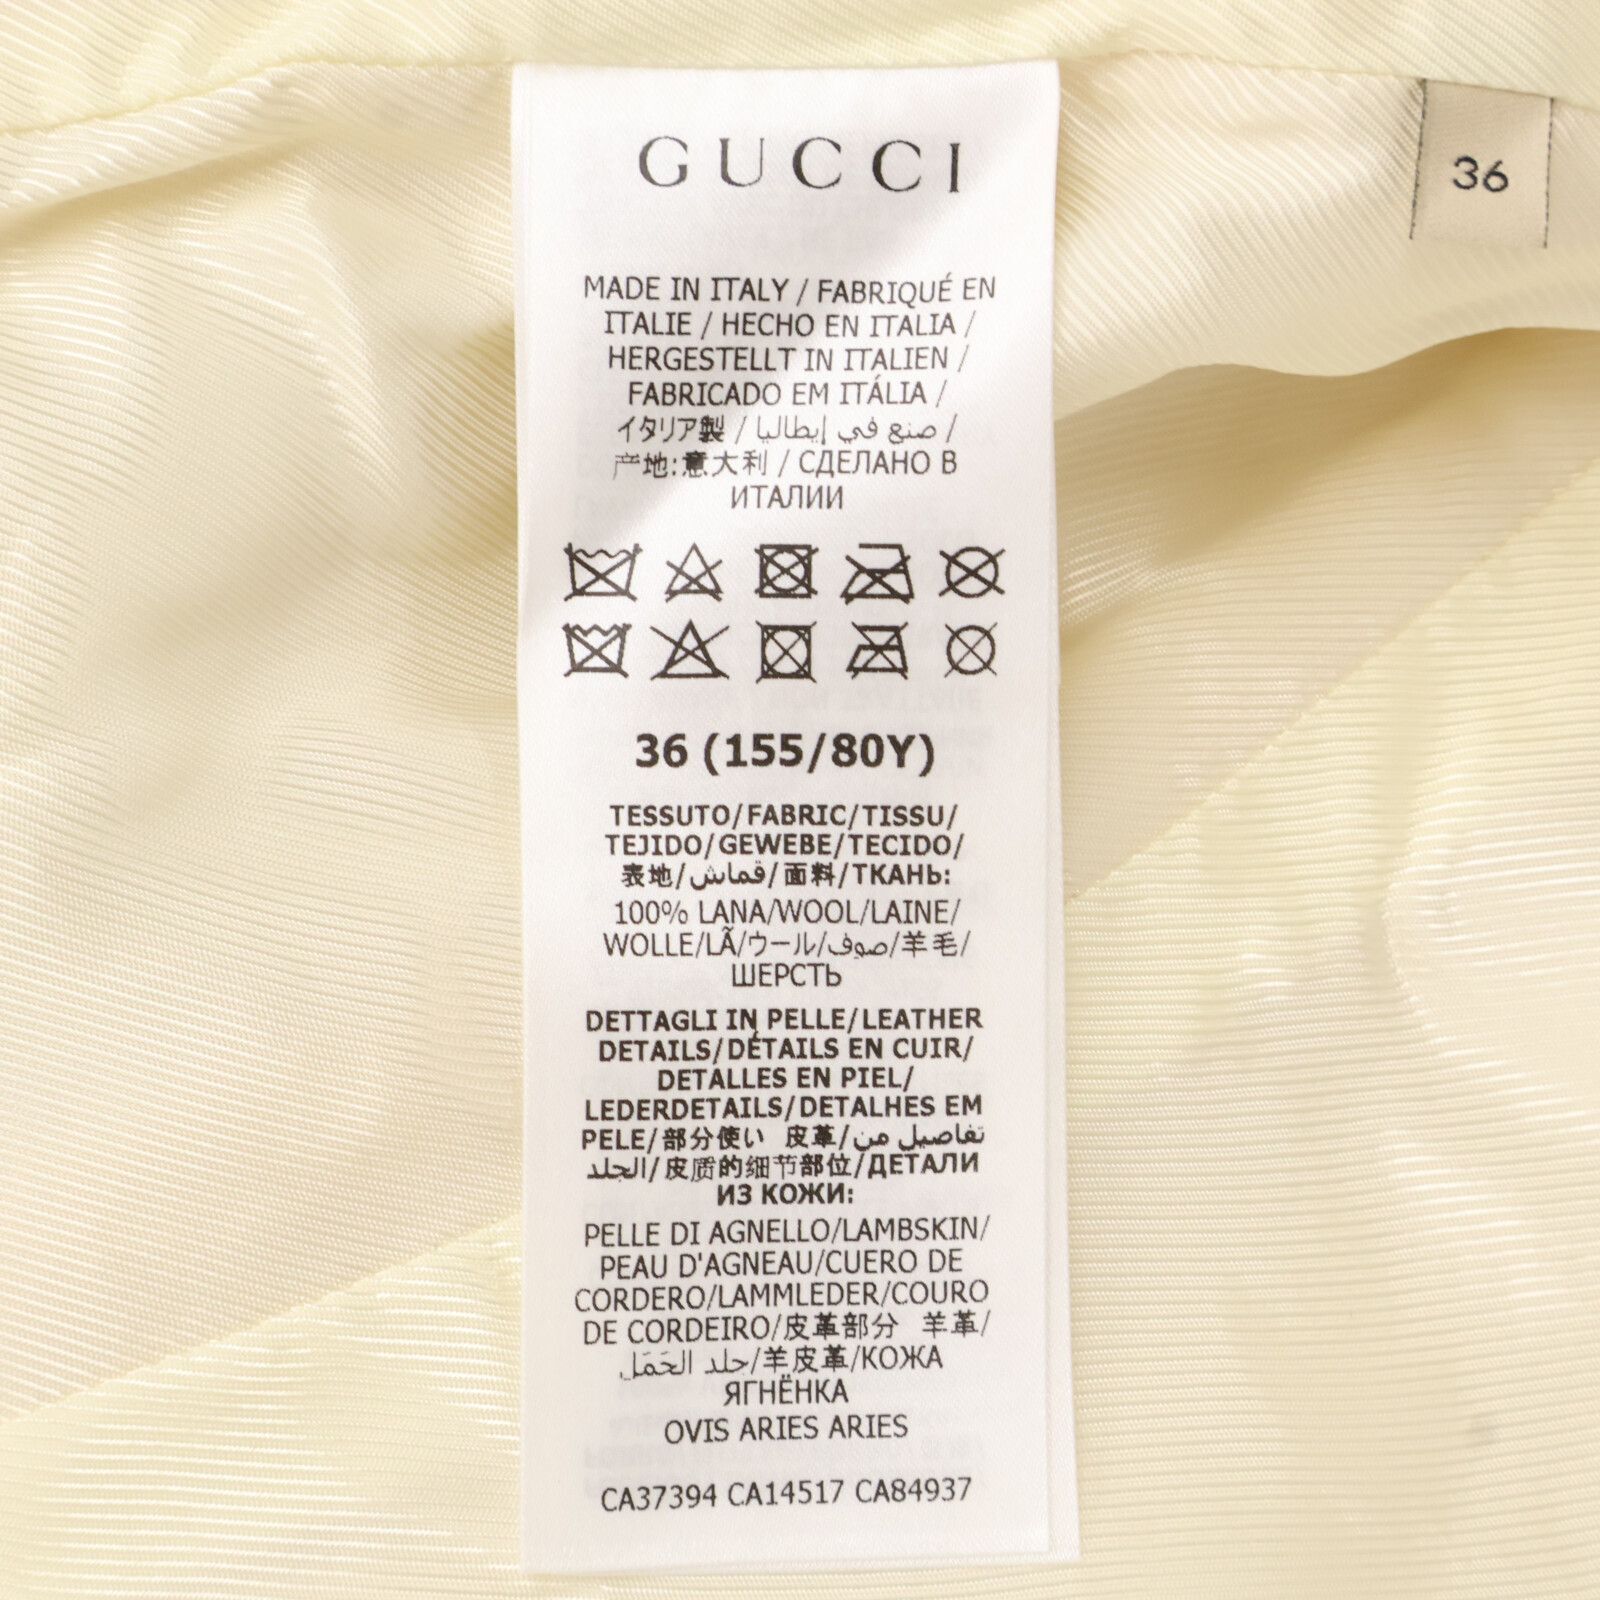 GUCCI
36
MADE IN ITALY / FABRIQUÉ EN
ITALIE / HECHO EN ITALIA /
HERGESTELLT IN ITALIEN /
FABRICADO EM ITÁLIA /
イタリア製 / صنع في إيطاليا /
产地:意大利 / СДЕЛАНО В
ИТАЛИИ
36 (155/80Y)
TESSUTO/FABRIC/TISSU/
TEJIDO/GEWEBE/TECIDO/
表地/قماش/面料/ТКАНЬ:
100% LANA/WOOL/LAINE/
WOLLE/LÃ/ウール/صوف/羊毛/
ШЕРСТЬ
DETTAGLI IN PELLE/LEATHER
DETAILS/DÉTAILS EN CUIR/
DETALLES EN PIEL/
LEDERDETAILS/DETALHES EM
PELE/部分使い 皮革/تفاصيل من
الجلد/皮质的细节部位/ДЕТАЛИ
ИЗ КОЖИ:
PELLE DI AGNELLO/LAMBSKIN/
PEAU D'AGNEAU/CUERO DE
CORDERO/LAMMLEDER/COURO
DE CORDEIRO/皮革部分 羊革/
جلد الحَمَل/羊皮革/КОЖА
ЯГНЁНКА
OVIS ARIES ARIES
CA37394 CA14517 CA84937